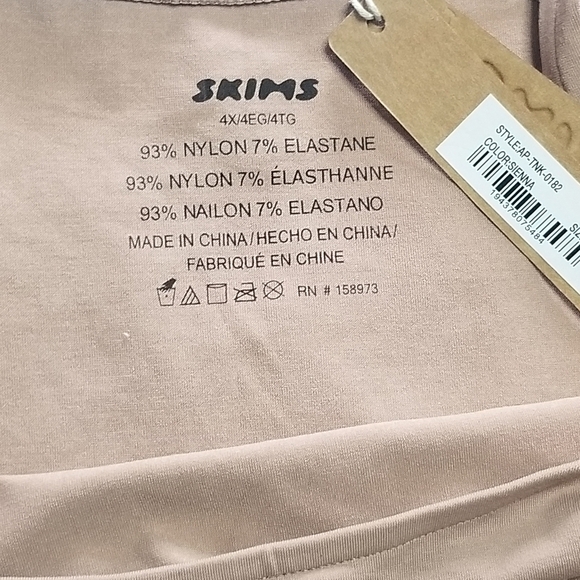 SKIMS
4X/4EG/4TG
93% NYLON 7% ELASTANE
93% NYLON 7% ÉLASTHANNE
93% NAILON 7% ELASTANO
MADE IN CHINA/HECHO EN CHINA/
FABRIQUÉ EN CHINE
RN # 158973
STYLE:AP-TNK-0182
COLOR:SIENNA
194378075484